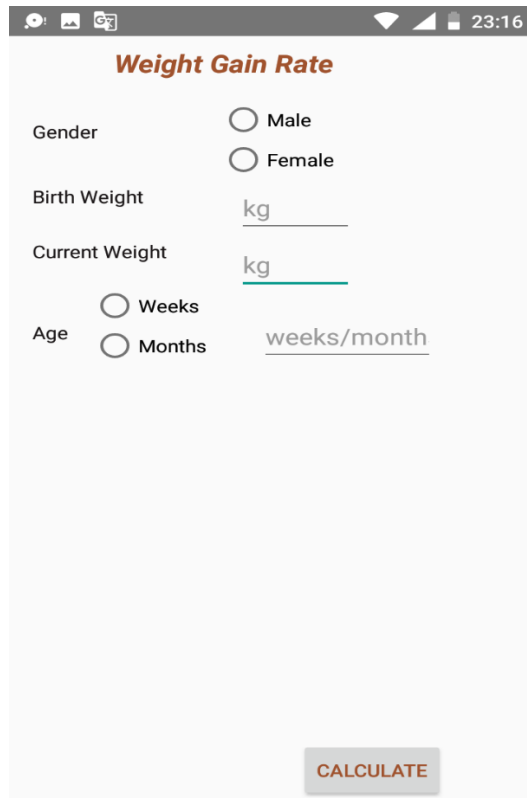 23:16
Weight Gain Rate
Gender
Male
Female
Birth Weight
kg
Current Weight
kg
Age
Weeks
Months
weeks/month
CALCULATE